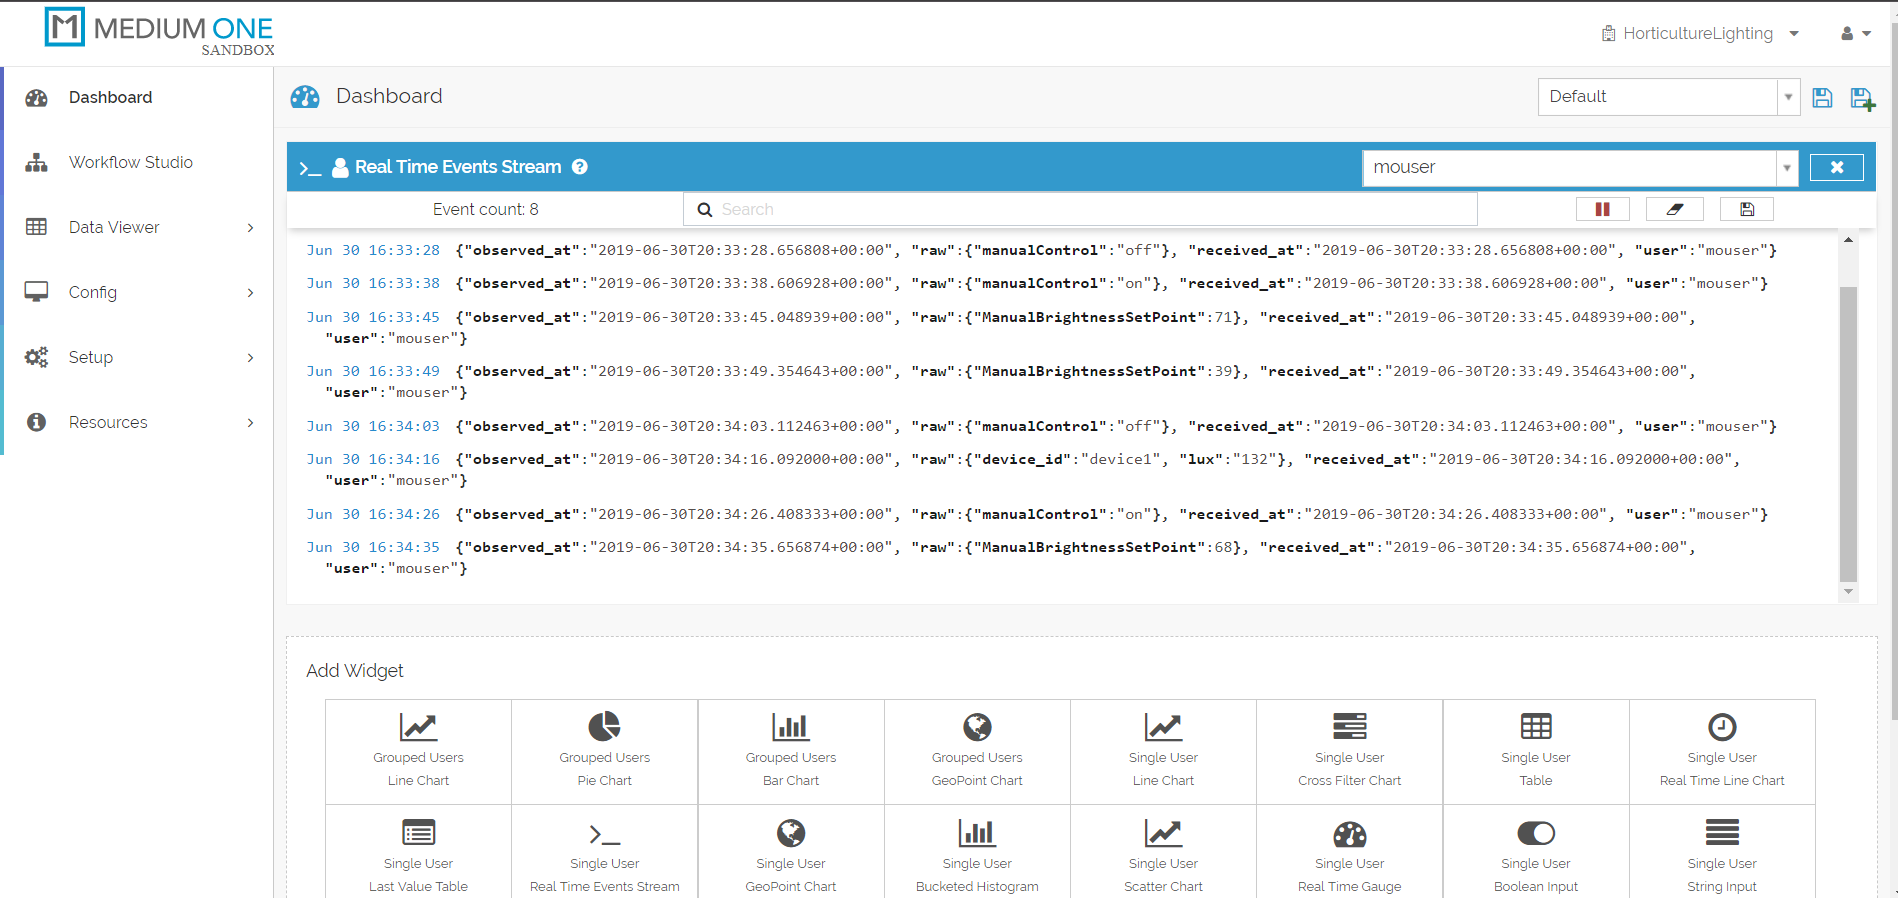 MEDIUM ONE
SANDBOX
HorticultureLighting
Dashboard
Workflow Studio
Data Viewer
Config
Setup
Resources
Dashboard
Default
Real Time Events Stream
mouser
Event count: 8
Search
Jun 30 16:33:28 {"observed_at":"2019-06-30T20:33:28.656808+00:00", "raw":{"manualControl":"off"}, "received_at":"2019-06-30T20:33:28.656808+00:00", "user":"mouser"}
Jun 30 16:33:38 {"observed_at":"2019-06-30T20:33:38.606928+00:00", "raw":{"manualControl":"on"}, "received_at":"2019-06-30T20:33:38.606928+00:00", "user":"mouser"}
Jun 30 16:33:45 {"observed_at":"2019-06-30T20:33:45.048939+00:00", "raw":{"ManualBrightnessSetPoint":71}, "received_at":"2019-06-30T20:33:45.048939+00:00",
"user":"mouser"}
Jun 30 16:33:49 {"observed_at":"2019-06-30T20:33:49.354643+00:00", "raw":{"ManualBrightnessSetPoint":39}, "received_at":"2019-06-30T20:33:49.354643+00:00",
"user":"mouser"}
Jun 30 16:34:03 {"observed_at":"2019-06-30T20:34:03.112463+00:00", "raw":{"manualControl":"off"}, "received_at":"2019-06-30T20:34:03.112463+00:00", "user":"mouser"}
Jun 30 16:34:16 {"observed_at":"2019-06-30T20:34:16.092000+00:00", "raw":{"device_id":"device1", "lux":"132"}, "received_at":"2019-06-30T20:34:16.092000+00:00",
"user":"mouser"}
Jun 30 16:34:26 {"observed_at":"2019-06-30T20:34:26.408333+00:00", "raw":{"manualControl":"on"}, "received_at":"2019-06-30T20:34:26.408333+00:00", "user":"mouser"}
Jun 30 16:34:35 {"observed_at":"2019-06-30T20:34:35.656874+00:00", "raw":{"ManualBrightnessSetPoint":68}, "received_at":"2019-06-30T20:34:35.656874+00:00",
"user":"mouser"}
Add Widget
Grouped Users
Line Chart
Grouped Users
Pie Chart
Grouped Users
Bar Chart
Grouped Users
GeoPoint Chart
Single User
Line Chart
Single User
Cross Filter Chart
Single User
Table
Single User
Real Time Line Chart
Single User
Last Value Table
Single User
Real Time Events Stream
Single User
GeoPoint Chart
Single User
Bucketed Histogram
Single User
Scatter Chart
Single User
Real Time Gauge
Single User
Boolean Input
Single User
String Input